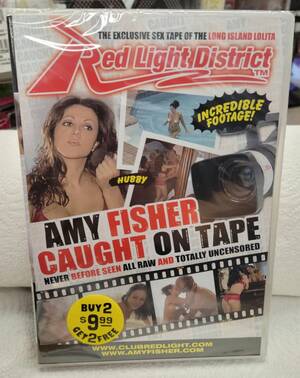 THE EXCLUSIVE SEX TAPE OF THE LONG ISLAND LOLITA
Red Light District
TM
INCREDIBLE
FOOTAGE!
HUBBY
AMY FISHER
CAUGHT ON TAPE
NEVER BEFORE SEEN ALL RAW AND TOTALLY UNCENSORED
BUY 2
$9.99
GET 2 FREE
WWW.CLUBREDLIGHT.COM
WWW.AMYFISHER.COM